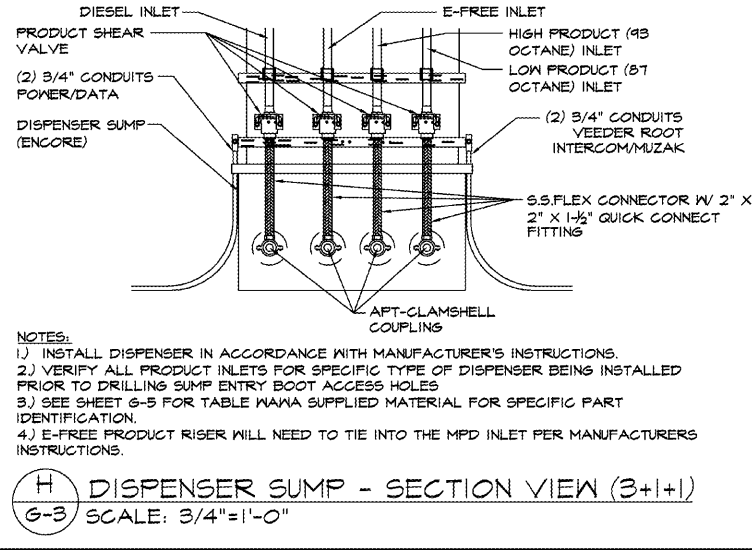 DIESEL INLET
E-FREE INLET
PRODUCT SHEAR
VALVE
HIGH PRODUCT (93
OCTANE) INLET
LOW PRODUCT (87
OCTANE) INLET
(2) 3/4" CONDUITS
POWER/DATA
(2) 3/4" CONDUITS
VEEDER ROOT
INTERCOM/MUZAK
DISPENSER SUMP
(ENCORE)
S.S.FLEX CONNECTOR W/ 2" X
2" X 1-½" QUICK CONNECT
FITTING
APT-CLAMSHELL
COUPLING
NOTES:
1.) INSTALL DISPENSER IN ACCORDANCE WITH MANUFACTURER'S INSTRUCTIONS.
2.) VERIFY ALL PRODUCT INLETS FOR SPECIFIC TYPE OF DISPENSER BEING INSTALLED
PRIOR TO DRILLING SUMP ENTRY BOOT ACCESS HOLES
3.) SEE SHEET G-5 FOR TABLE WAWA SUPPLIED MATERIAL FOR SPECIFIC PART
IDENTIFICATION.
4.) E-FREE PRODUCT RISER WILL NEED TO TIE INTO THE MPD INLET PER MANUFACTURERS
INSTRUCTIONS.
H
G-3
DISPENSER SUMP - SECTION VIEW (3+1+1)
SCALE: 3/4"=1'-0"